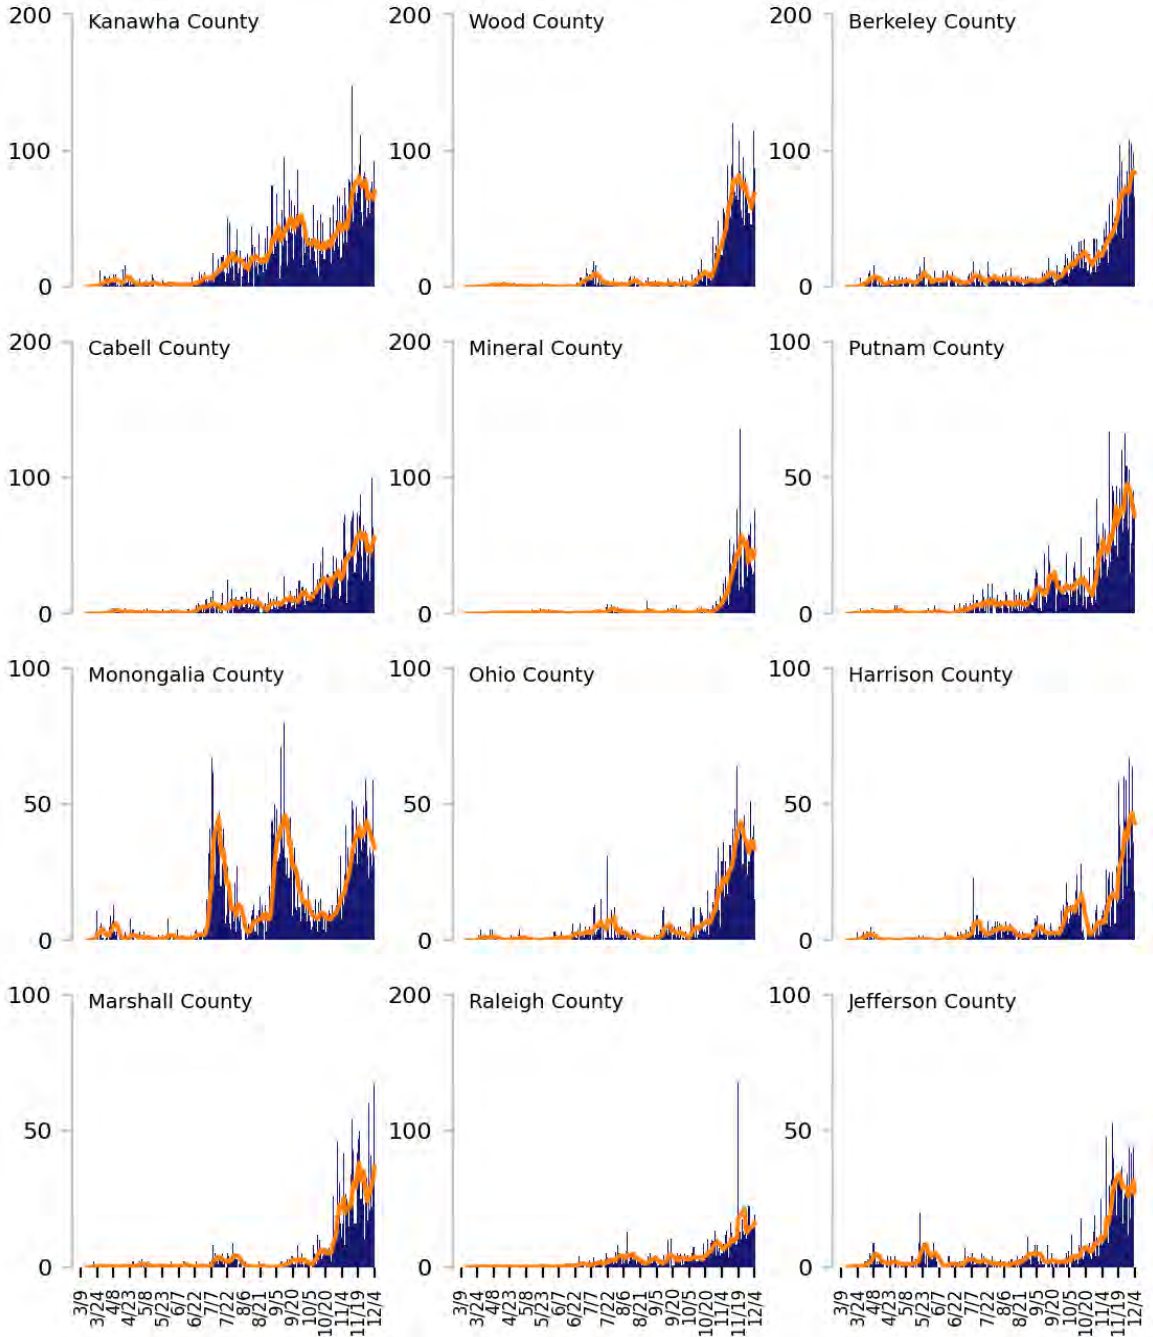 200 Kanawha County 200 Wood County 200 Berkeley County
100 100 100
0 0 0
200 Cabell County 200 Mineral County 100 Putnam County
100 100 50
0 0 0
100 Monongalia County 100 Ohio County 100 Harrison County
50 50 50
0 0 0
100 Marshall County 200 Raleigh County 100 Jefferson County
50 100 50
0 0 0
3/9 3/24 4/8 4/23 5/8 5/23 6/7 6/22 7/7 7/22 8/6 8/21 9/5 9/20 10/5 10/20 11/4 11/19 12/4 3/9 3/24 4/8 4/23 5/8 5/23 6/7 6/22 7/7 7/22 8/6 8/21 9/5 9/20 10/5 10/20 11/4 11/19 12/4 3/9 3/24 4/8 4/23 5/8 5/23 6/7 6/22 7/7 7/22 8/6 8/21 9/5 9/20 10/5 10/20 11/4 11/19 12/4